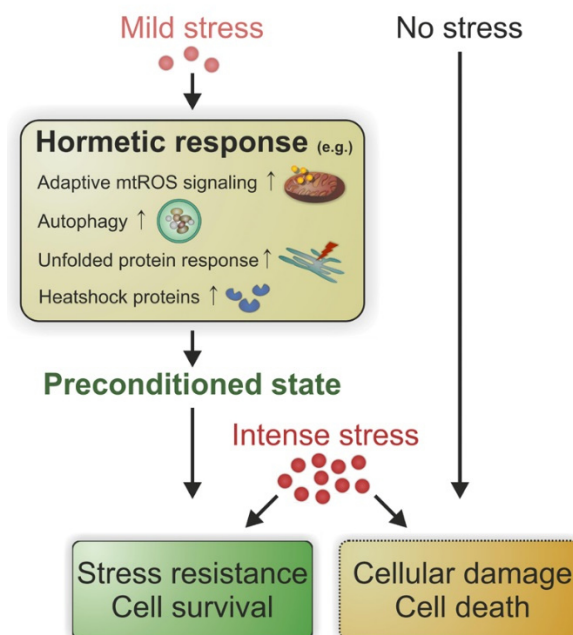 Mild stress
No stress
Hormetic response (e.g.)
Adaptive mtROS signaling ↑
Autophagy ↑
Unfolded protein response ↑
Heatshock proteins ↑
Preconditioned state
Intense stress
Stress resistance
Cell survival
Cellular damage
Cell death